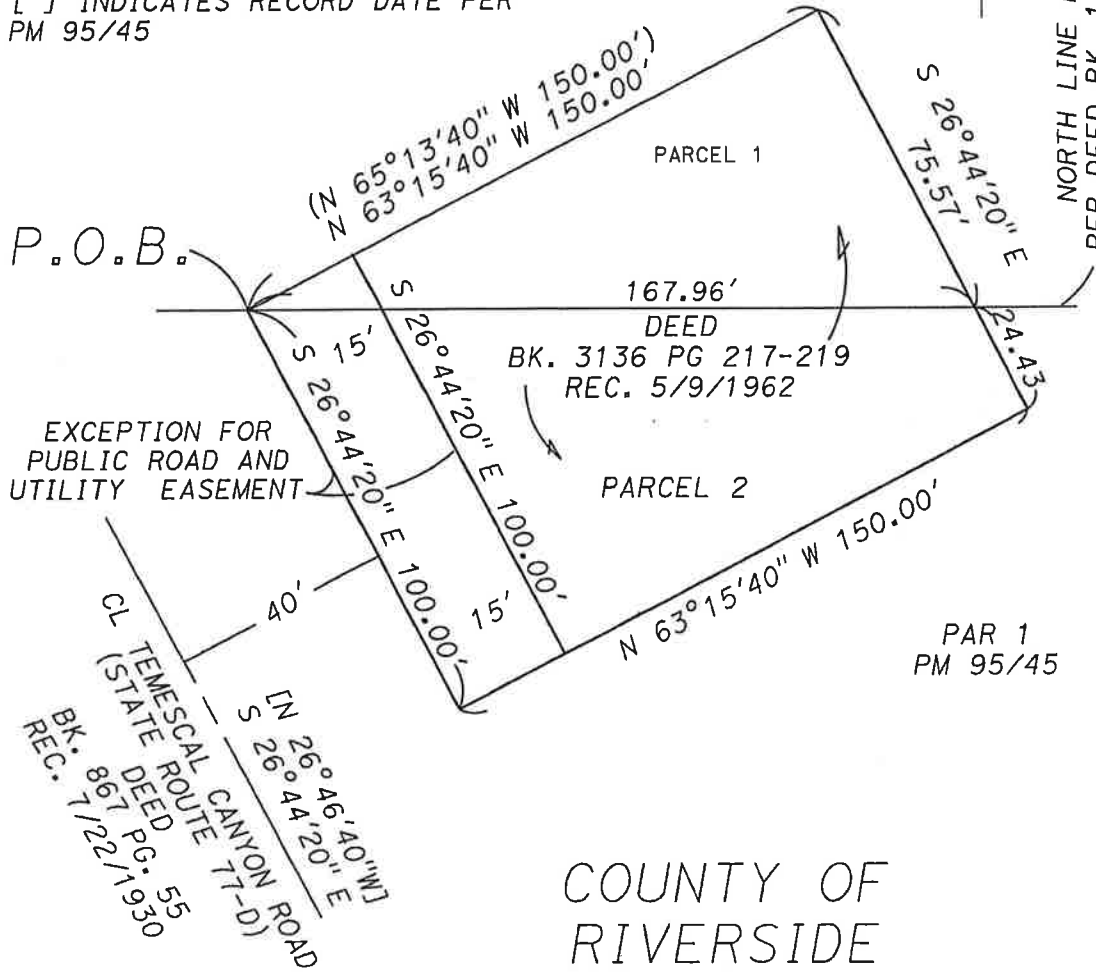 [ ] INDICATES RECORD DATE PER
PM 95/45
(N 65°13'40" W 150.00')
N 63°15'40" W 150.00'
PARCEL 1
S 26°44'20" E
75.57'
NORTH LINE
PER DEED BK. 1
P.O.B.
167.96'
DEED
BK. 3136 PG 217-219
REC. 5/9/1962
24.43
15'
S 26°44'20" E 100.00'
S 26°44'20" E 100.00'
EXCEPTION FOR
PUBLIC ROAD AND
UTILITY EASEMENT
PARCEL 2
15'
40'
N 63°15'40" W 150.00'
PAR 1
PM 95/45
[N 26°46'40"W]
S 26°44'20" E
CL TEMESCAL CANYON ROAD
(STATE ROUTE 77-D)
DEED
BK. 867 PG. 55
REC. 7/22/1930
COUNTY OF
RIVERSIDE